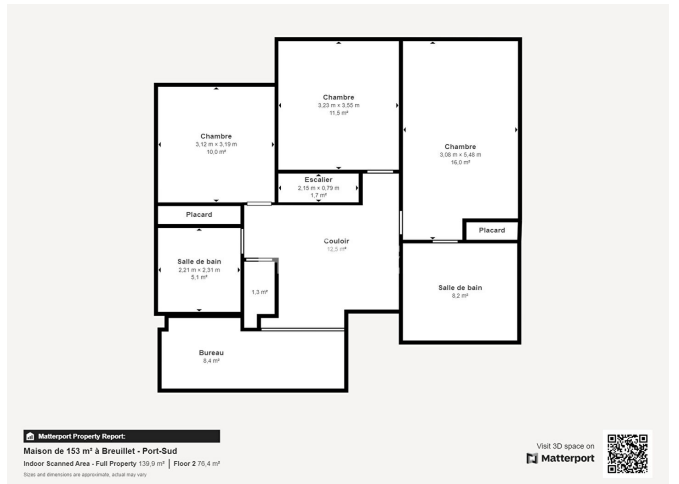 Chambre
3,23 m × 3,55 m
11,5 m²
Chambre
3,12 m × 3,19 m
10,0 m²
Chambre
3,08 m × 5,48 m
16,0 m²
Escalier
2,15 m × 0,79 m
1,7 m²
Placard
Placard
Couloir
12,3 m²
Salle de bain
2,21 m × 2,31 m
5,1 m²
1,3 m²
Salle de bain
8,2 m²
Bureau
8,4 m²
Matterport Property Report:
Maison de 153 m² à Breuillet - Port-Sud
Indoor Scanned Area - Full Property 139,9 m² | Floor 2 76,4 m²
Sizes and dimensions are approximate, actual may vary.
Visit 3D space on
Matterport